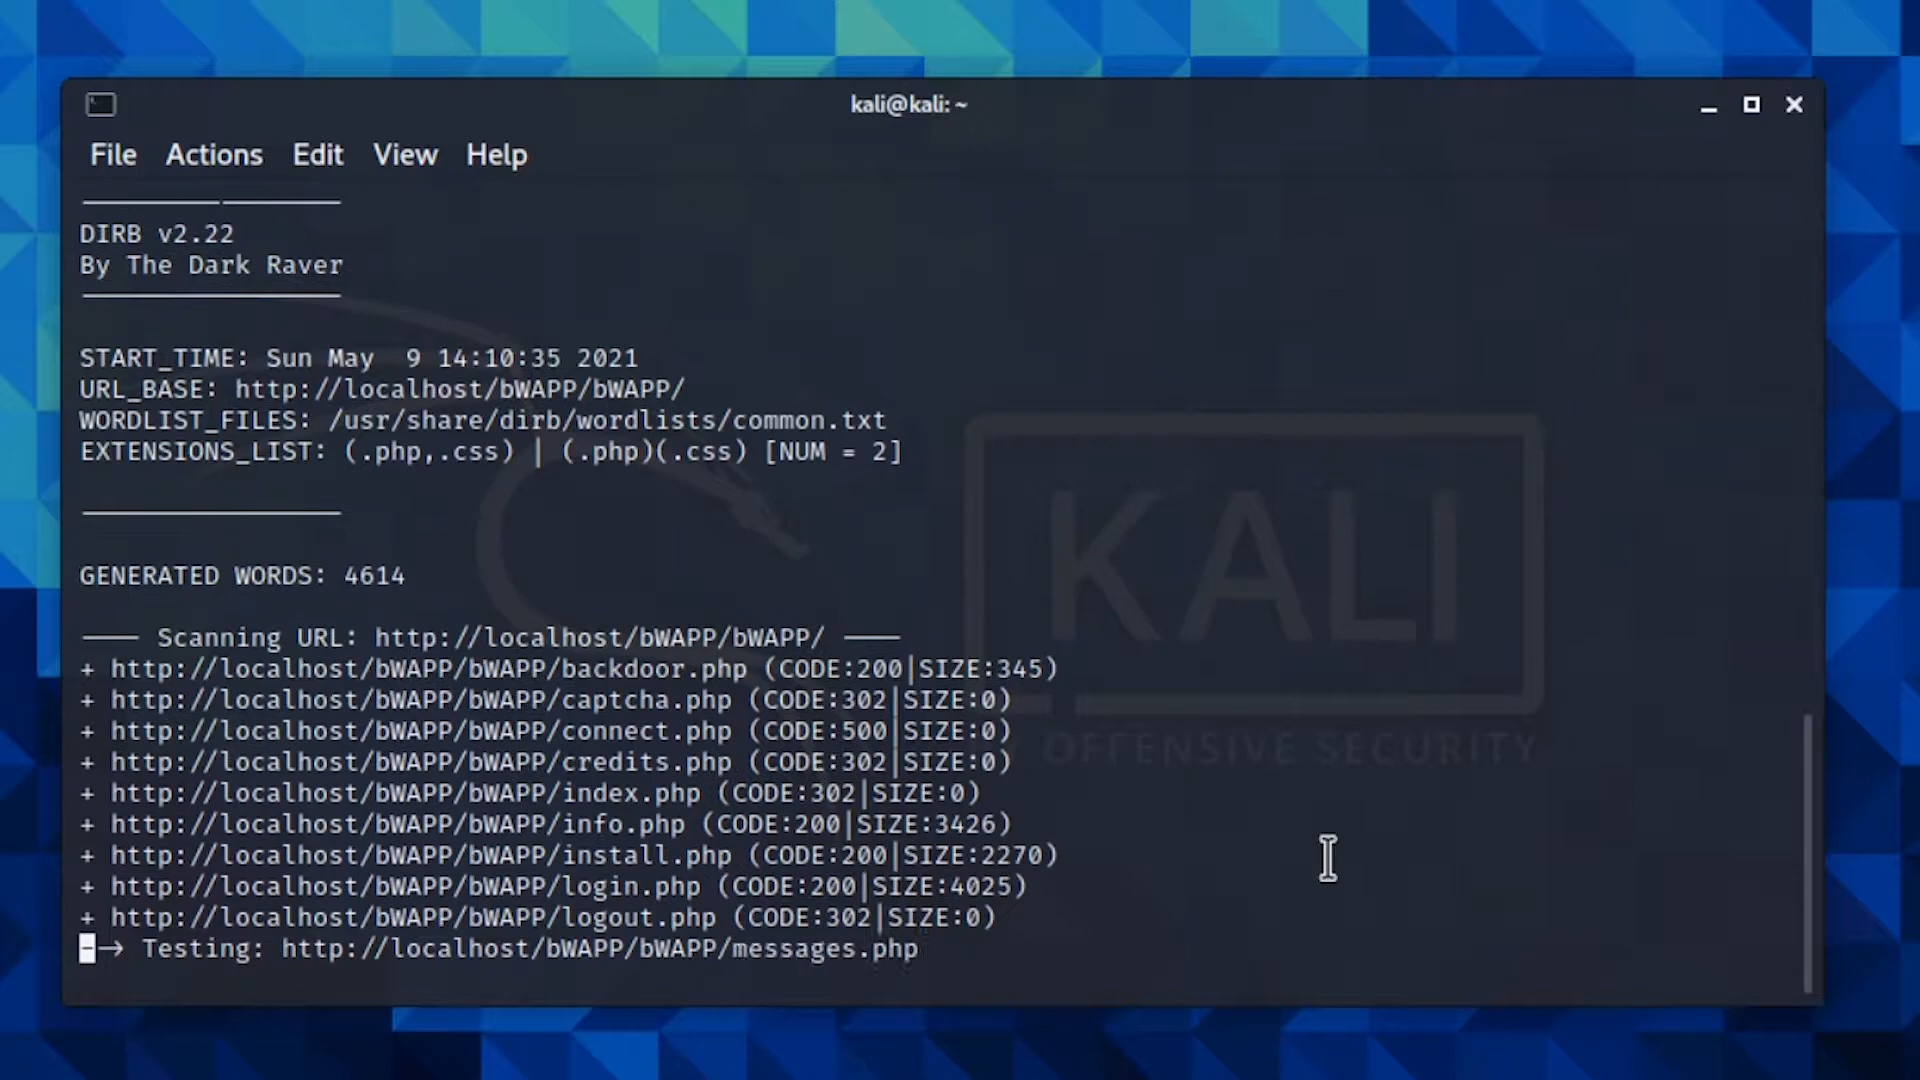 kali@kali: ~
File Actions Edit View Help
DIRB v2.22
By The Dark Raver
START_TIME: Sun May  9 14:10:35 2021
URL_BASE: http://localhost/bWAPP/bWAPP/
WORDLIST_FILES: /usr/share/dirb/wordlists/common.txt
EXTENSIONS_LIST: (.php,.css) | (.php)(.css) [NUM = 2]
GENERATED WORDS: 4614
—— Scanning URL: http://localhost/bWAPP/bWAPP/ ——
+ http://localhost/bWAPP/bWAPP/backdoor.php (CODE:200|SIZE:345)
+ http://localhost/bWAPP/bWAPP/captcha.php (CODE:302|SIZE:0)
+ http://localhost/bWAPP/bWAPP/connect.php (CODE:500|SIZE:0)
+ http://localhost/bWAPP/bWAPP/credits.php (CODE:302|SIZE:0)
+ http://localhost/bWAPP/bWAPP/index.php (CODE:302|SIZE:0)
+ http://localhost/bWAPP/bWAPP/info.php (CODE:200|SIZE:3426)
+ http://localhost/bWAPP/bWAPP/install.php (CODE:200|SIZE:2270)
+ http://localhost/bWAPP/bWAPP/login.php (CODE:200|SIZE:4025)
+ http://localhost/bWAPP/bWAPP/logout.php (CODE:302|SIZE:0)
-→ Testing: http://localhost/bWAPP/bWAPP/messages.php
KALI
OFFENSIVE SECURITY